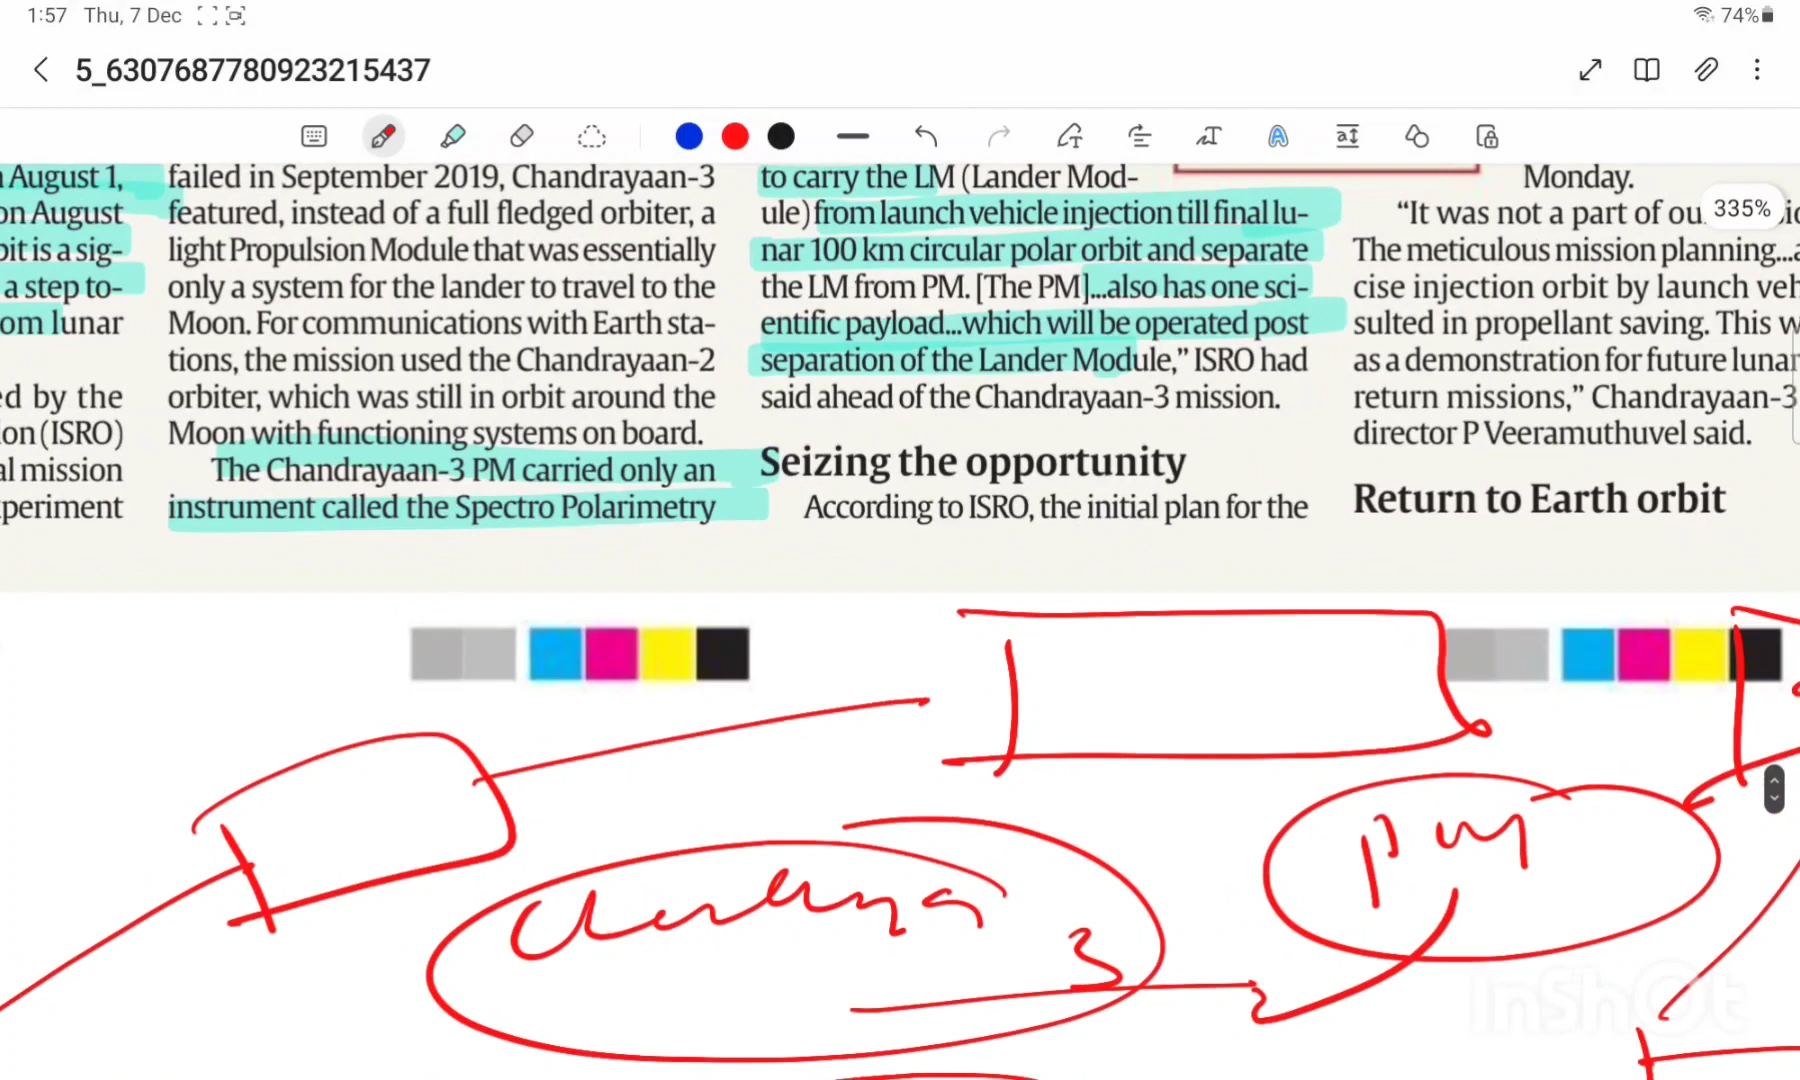 1:57 Thu, 7 Dec
74%
5_6307687780923215437
335%
August 1,
on August
bit is a sig-
a step to-
om lunar
ed by the
on (ISRO)
al mission
periment
failed in September 2019, Chandrayaan-3
featured, instead of a full fledged orbiter, a
light Propulsion Module that was essentially
only a system for the lander to travel to the
Moon. For communications with Earth sta-
tions, the mission used the Chandrayaan-2
orbiter, which was still in orbit around the
Moon with functioning systems on board.
The Chandrayaan-3 PM carried only an
instrument called the Spectro Polarimetry
to carry the LM (Lander Mod-
ule) from launch vehicle injection till final lu-
nar 100 km circular polar orbit and separate
the LM from PM. [The PM]...also has one sci-
entific payload...which will be operated post
separation of the Lander Module,” ISRO had
said ahead of the Chandrayaan-3 mission.
Seizing the opportunity
According to ISRO, the initial plan for the
Monday.
“It was not a part of ou
The meticulous mission planning...a
cise injection orbit by launch veh
sulted in propellant saving. This w
as a demonstration for future lunar
return missions,” Chandrayaan-3
director P Veeramuthuvel said.
Return to Earth orbit
PM
3
InShOt